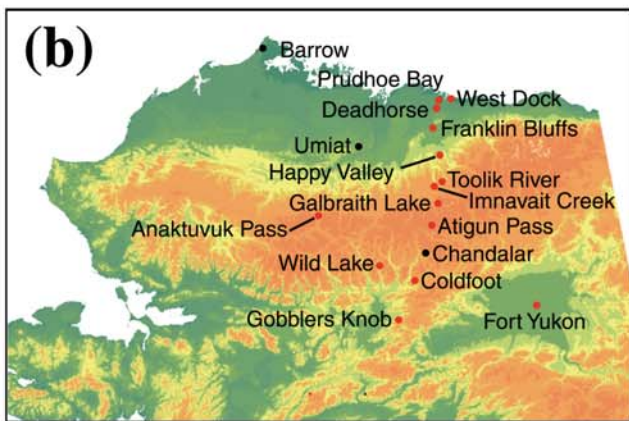 (b)
Barrow
Prudhoe Bay
West Dock
Deadhorse
Franklin Bluffs
Umiat
Happy Valley
Toolik River
Imnavait Creek
Galbraith Lake
Anaktuvuk Pass
Atigun Pass
Chandalar
Wild Lake
Coldfoot
Gobblers Knob
Fort Yukon